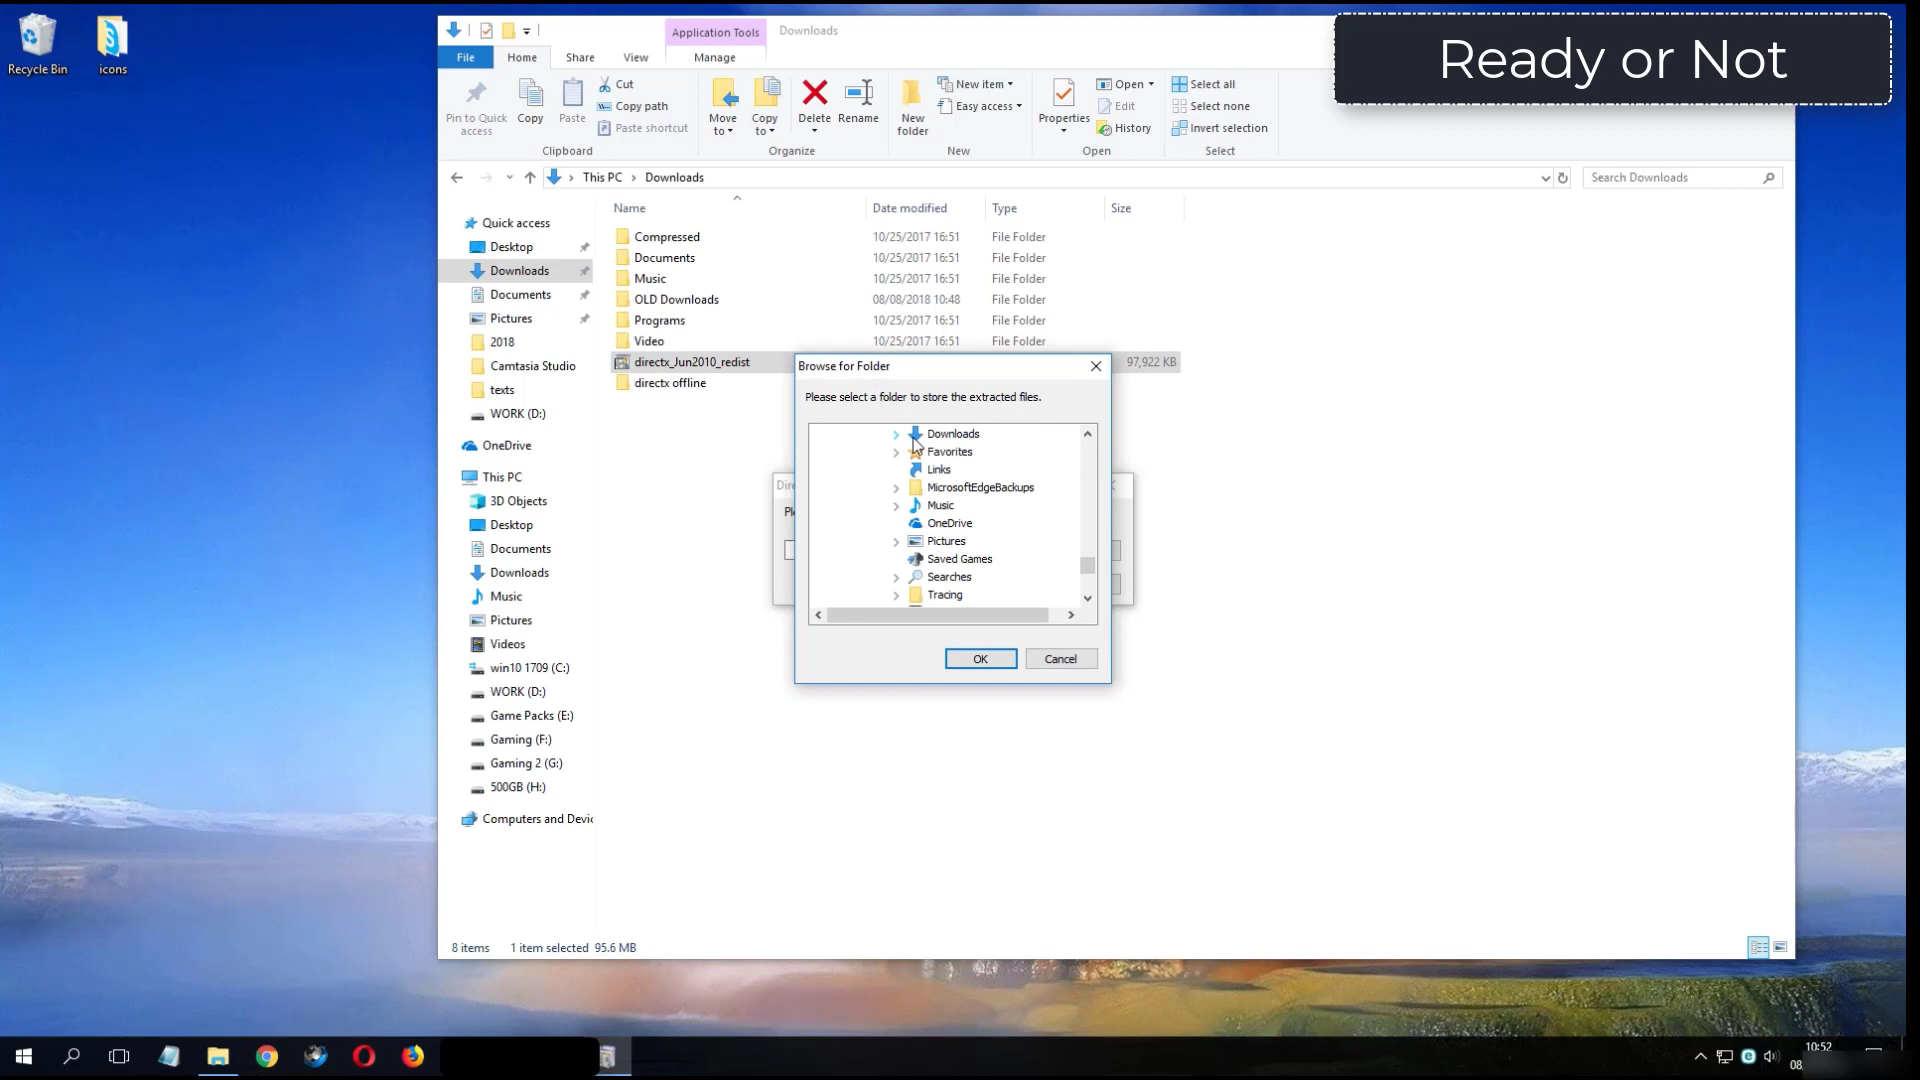 Recycle Bin
icons
Application Tools
Downloads
Ready or Not
File
Home
Share
View
Manage
Pin to Quick access
Copy
Paste
Cut
Copy path
Paste shortcut
Clipboard
Move to
Copy to
Delete
Rename
Organize
New folder
New item
Easy access
New
Properties
Open
Edit
History
Open
Select all
Select none
Invert selection
Select
This PC
Downloads
Search Downloads
Name
Date modified
Type
Size
Compressed 10/25/2017 16:51 File Folder
Documents 10/25/2017 16:51 File Folder
Music 10/25/2017 16:51 File Folder
OLD Downloads 08/08/2018 10:48 File Folder
Programs 10/25/2017 16:51 File Folder
Video 10/25/2017 16:51 File Folder
directx_Jun2010_redist 97,922 KB
directx offline
Quick access
Desktop
Downloads
Documents
Pictures
2018
Camtasia Studio
texts
WORK (D:)
OneDrive
This PC
3D Objects
Desktop
Documents
Downloads
Music
Pictures
Videos
win10 1709 (C:)
WORK (D:)
Game Packs (E:)
Gaming (F:)
Gaming 2 (G:)
500GB (H:)
Computers and Devic
Browse for Folder
Please select a folder to store the extracted files.
Downloads
Favorites
Links
MicrosoftEdgeBackups
Music
OneDrive
Pictures
Saved Games
Searches
Tracing
OK
Cancel
8 items 1 item selected 95.6 MB
10:52